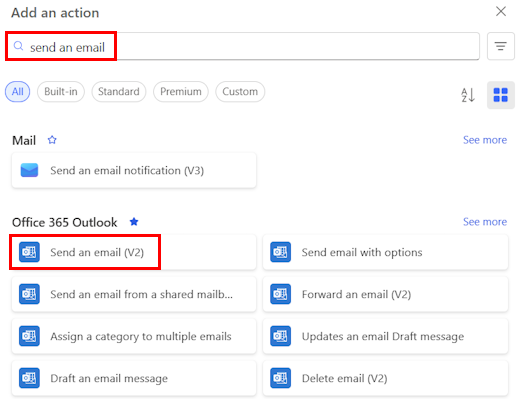 Add an action
send an email
All Built-in Standard Premium Custom
Mail See more
Send an email notification (V3)
Office 365 Outlook See more
Send an email (V2) Send email with options
Send an email from a shared mailb... Forward an email (V2)
Assign a category to multiple emails Updates an email Draft message
Draft an email message Delete email (V2)